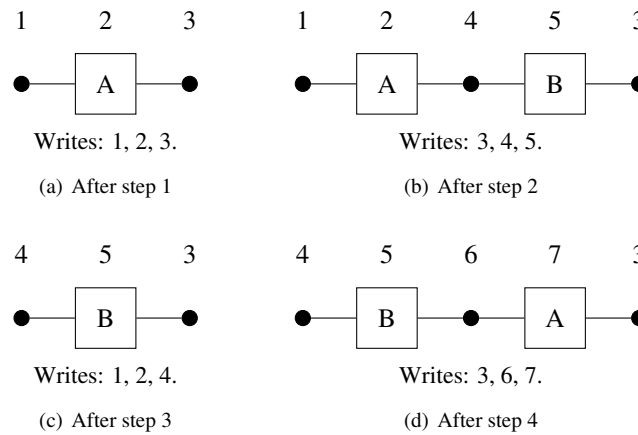 1 2 3
A
Writes: 1, 2, 3.
(a) After step 1
1 2 4 5 3
A B
Writes: 3, 4, 5.
(b) After step 2
4 5 3
B
Writes: 1, 2, 4.
(c) After step 3
4 5 6 7 3
B A
Writes: 3, 6, 7.
(d) After step 4